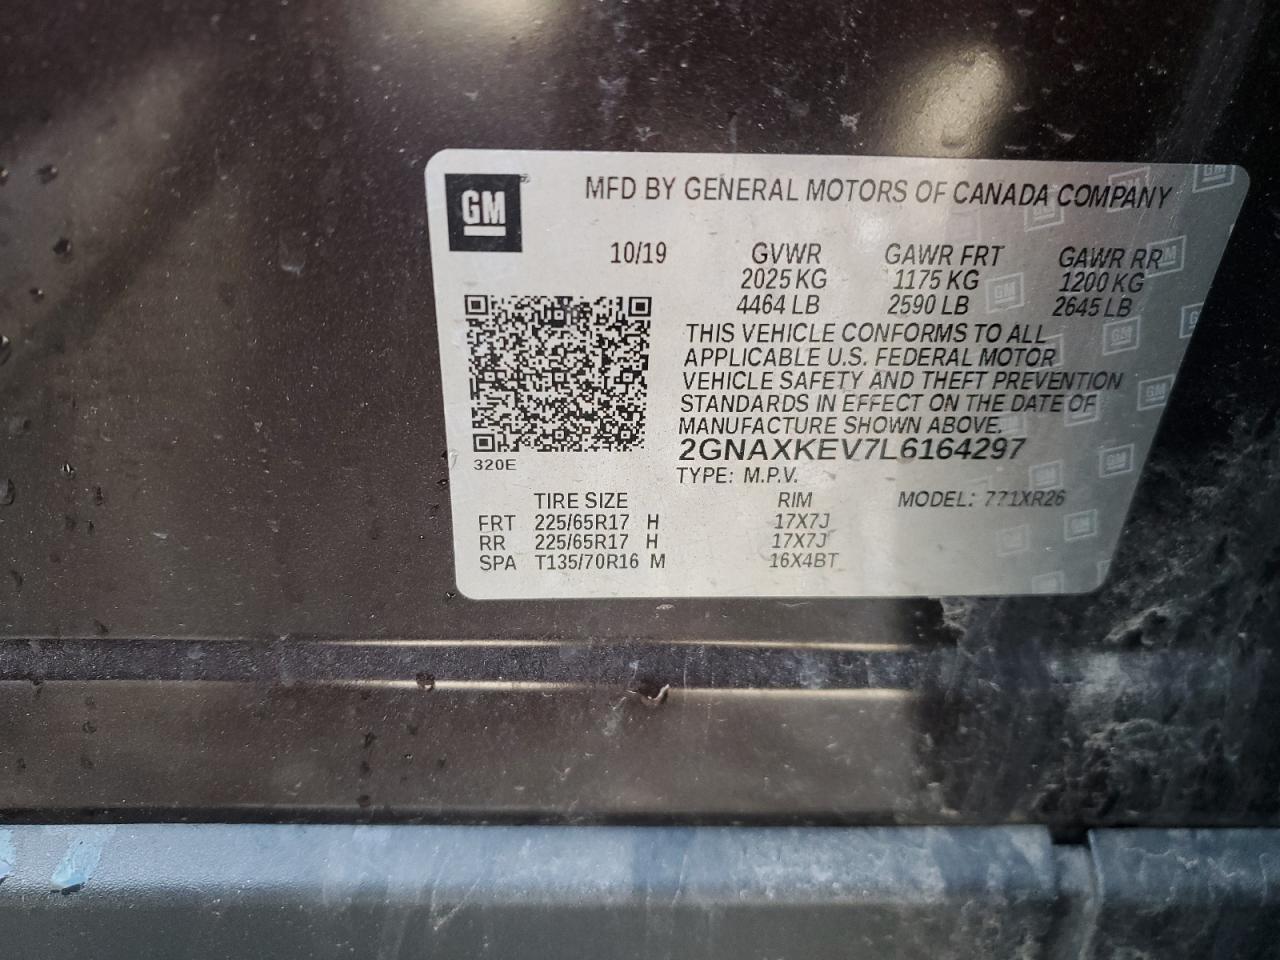 GM
MFD BY GENERAL MOTORS OF CANADA COMPANY
10/19 GVWR GAWR FRT GAWR RR
2025 KG 1175 KG 1200 KG
4464 LB 2590 LB 2645 LB
THIS VEHICLE CONFORMS TO ALL
APPLICABLE U.S. FEDERAL MOTOR
VEHICLE SAFETY AND THEFT PREVENTION
STANDARDS IN EFFECT ON THE DATE OF
MANUFACTURE SHOWN ABOVE.
2GNAXKEV7L6164297
320E
TYPE: M.P.V.
TIRE SIZE RIM MODEL: 771XR26
FRT 225/65R17 H 17X7J
RR 225/65R17 H 17X7J
SPA T135/70R16 M 16X4BT